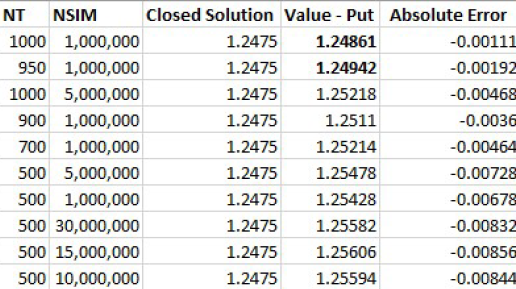 NT NSIM Closed Solution Value - Put Absolute Error
1000 1,000,000 1.2475 1.24861 -0.00111
950 1,000,000 1.2475 1.24942 -0.00192
1000 5,000,000 1.2475 1.25218 -0.00468
900 1,000,000 1.2475 1.2511 -0.0036
700 1,000,000 1.2475 1.25214 -0.00464
500 5,000,000 1.2475 1.25478 -0.00728
500 1,000,000 1.2475 1.25428 -0.00678
500 30,000,000 1.2475 1.25582 -0.00832
500 15,000,000 1.2475 1.25606 -0.00856
500 10,000,000 1.2475 1.25594 -0.00844